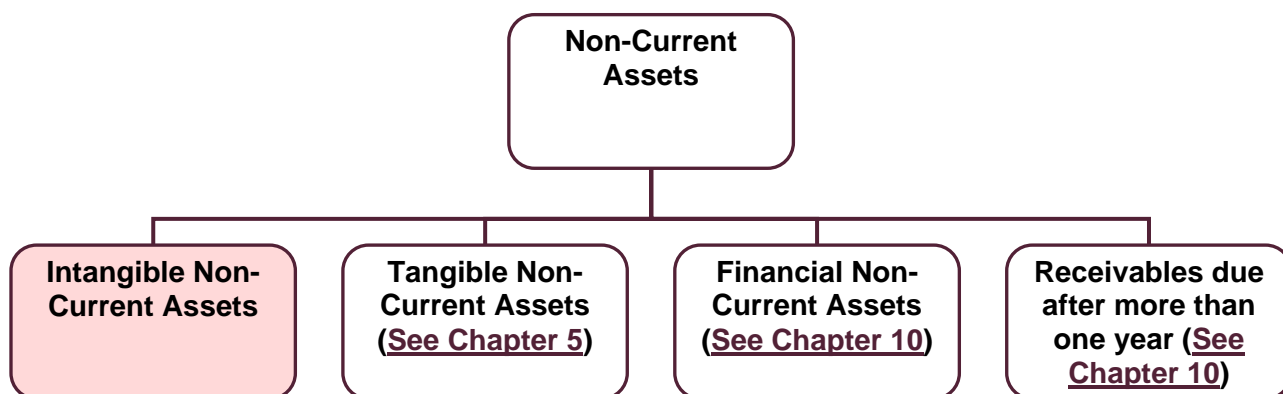 Non-Current
Assets
Intangible Non-
Current Assets
Tangible Non-
Current Assets
(See Chapter 5)
Financial Non-
Current Assets
(See Chapter 10)
Receivables due
after more than
one year (See
Chapter 10)